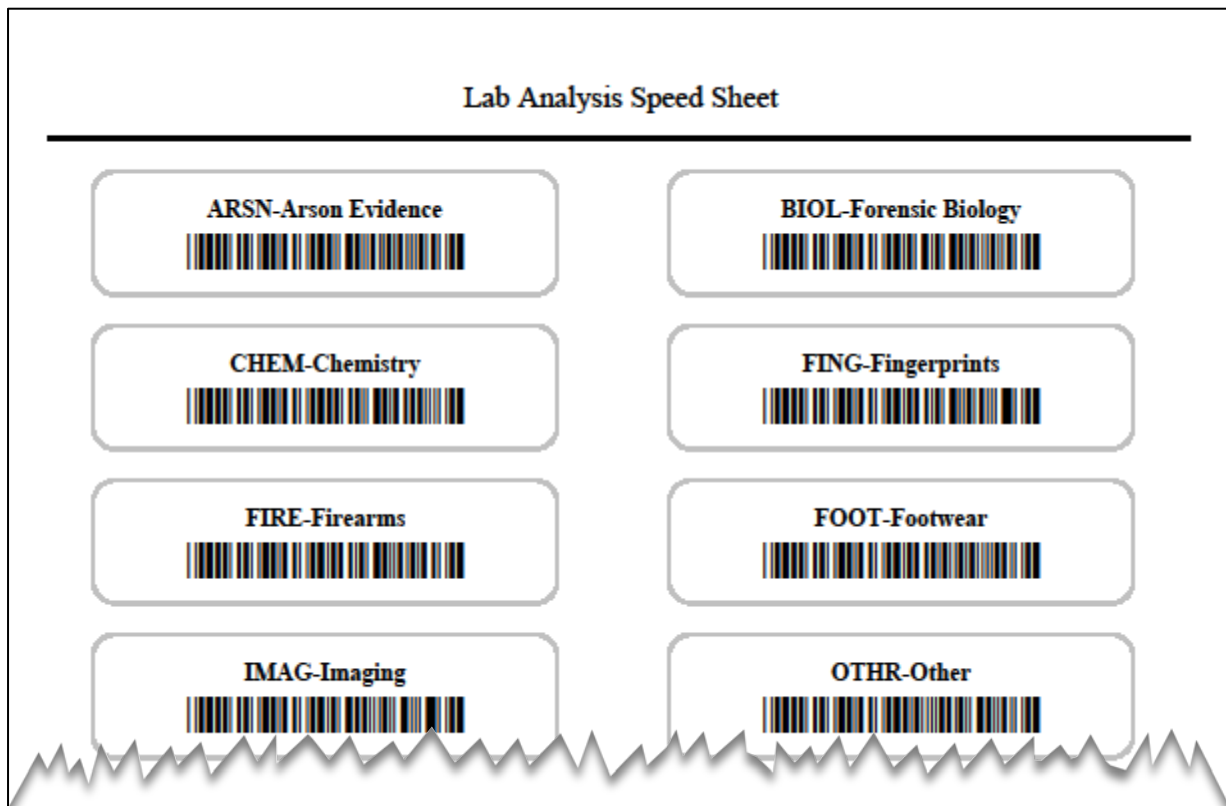 Lab Analysis Speed Sheet
ARSN-Arson Evidence
BIOL-Forensic Biology
CHEM-Chemistry
FING-Fingerprints
FIRE-Firearms
FOOT-Footwear
IMAG-Imaging
OTHR-Other